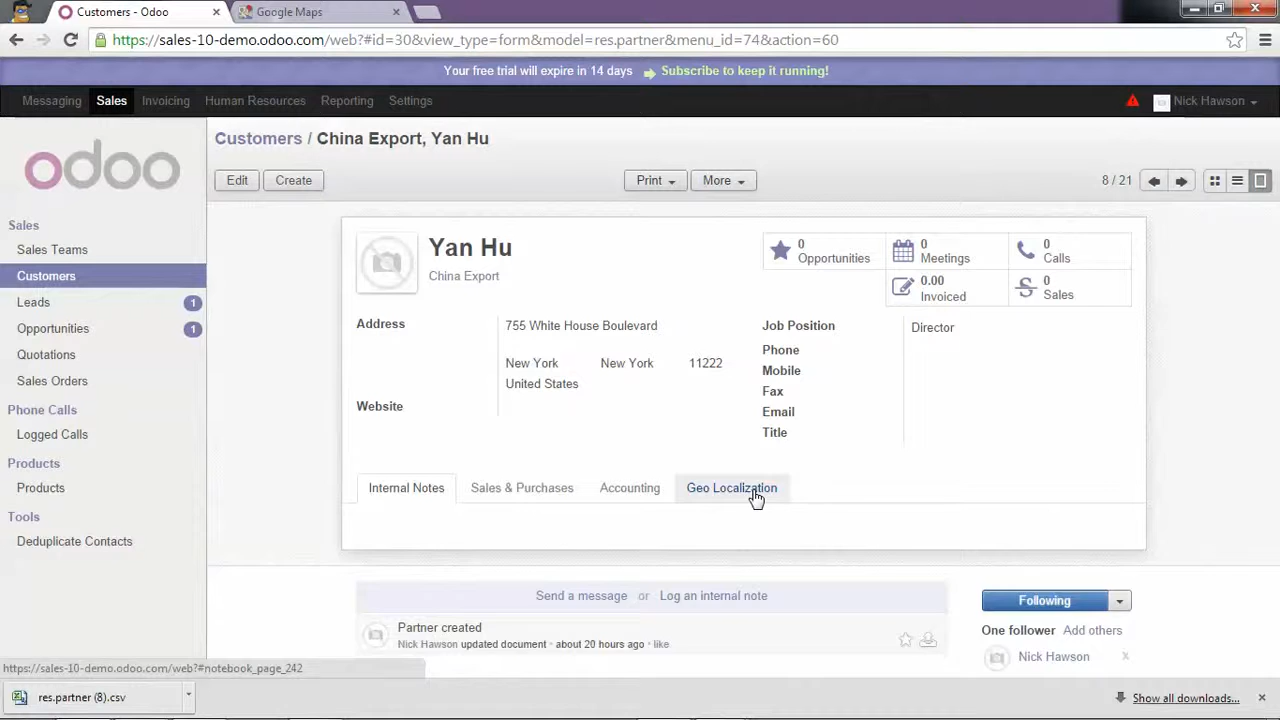 Customers - Odoo
Google Maps
https://sales-10-demo.odoo.com/web?#id=30&view_type=form&model=res.partner&menu_id=74&action=60
Your free trial will expire in 14 days Subscribe to keep it running!
Messaging Sales Invoicing Human Resources Reporting Settings Nick Hawson
odoo
Customers / China Export, Yan Hu
Edit Create Print More 8 / 21
Sales
Sales Teams
Customers
Leads 1
Opportunities 1
Quotations
Sales Orders
Phone Calls
Logged Calls
Products
Products
Tools
Deduplicate Contacts
Yan Hu
China Export
0 Opportunities
0 Meetings
0 Calls
0.00 Invoiced
0 Sales
Address
755 White House Boulevard
New York New York 11222
United States
Website
Job Position Director
Phone
Mobile
Fax
Email
Title
Internal Notes Sales & Purchases Accounting Geo Localization
Send a message or Log an internal note
Partner created
Nick Hawson updated document · about 20 hours ago · like
Following
One follower Add others
Nick Hawson x
https://sales-10-demo.odoo.com/web?#notebook_page_242
res.partner (8).csv
Show all downloads...